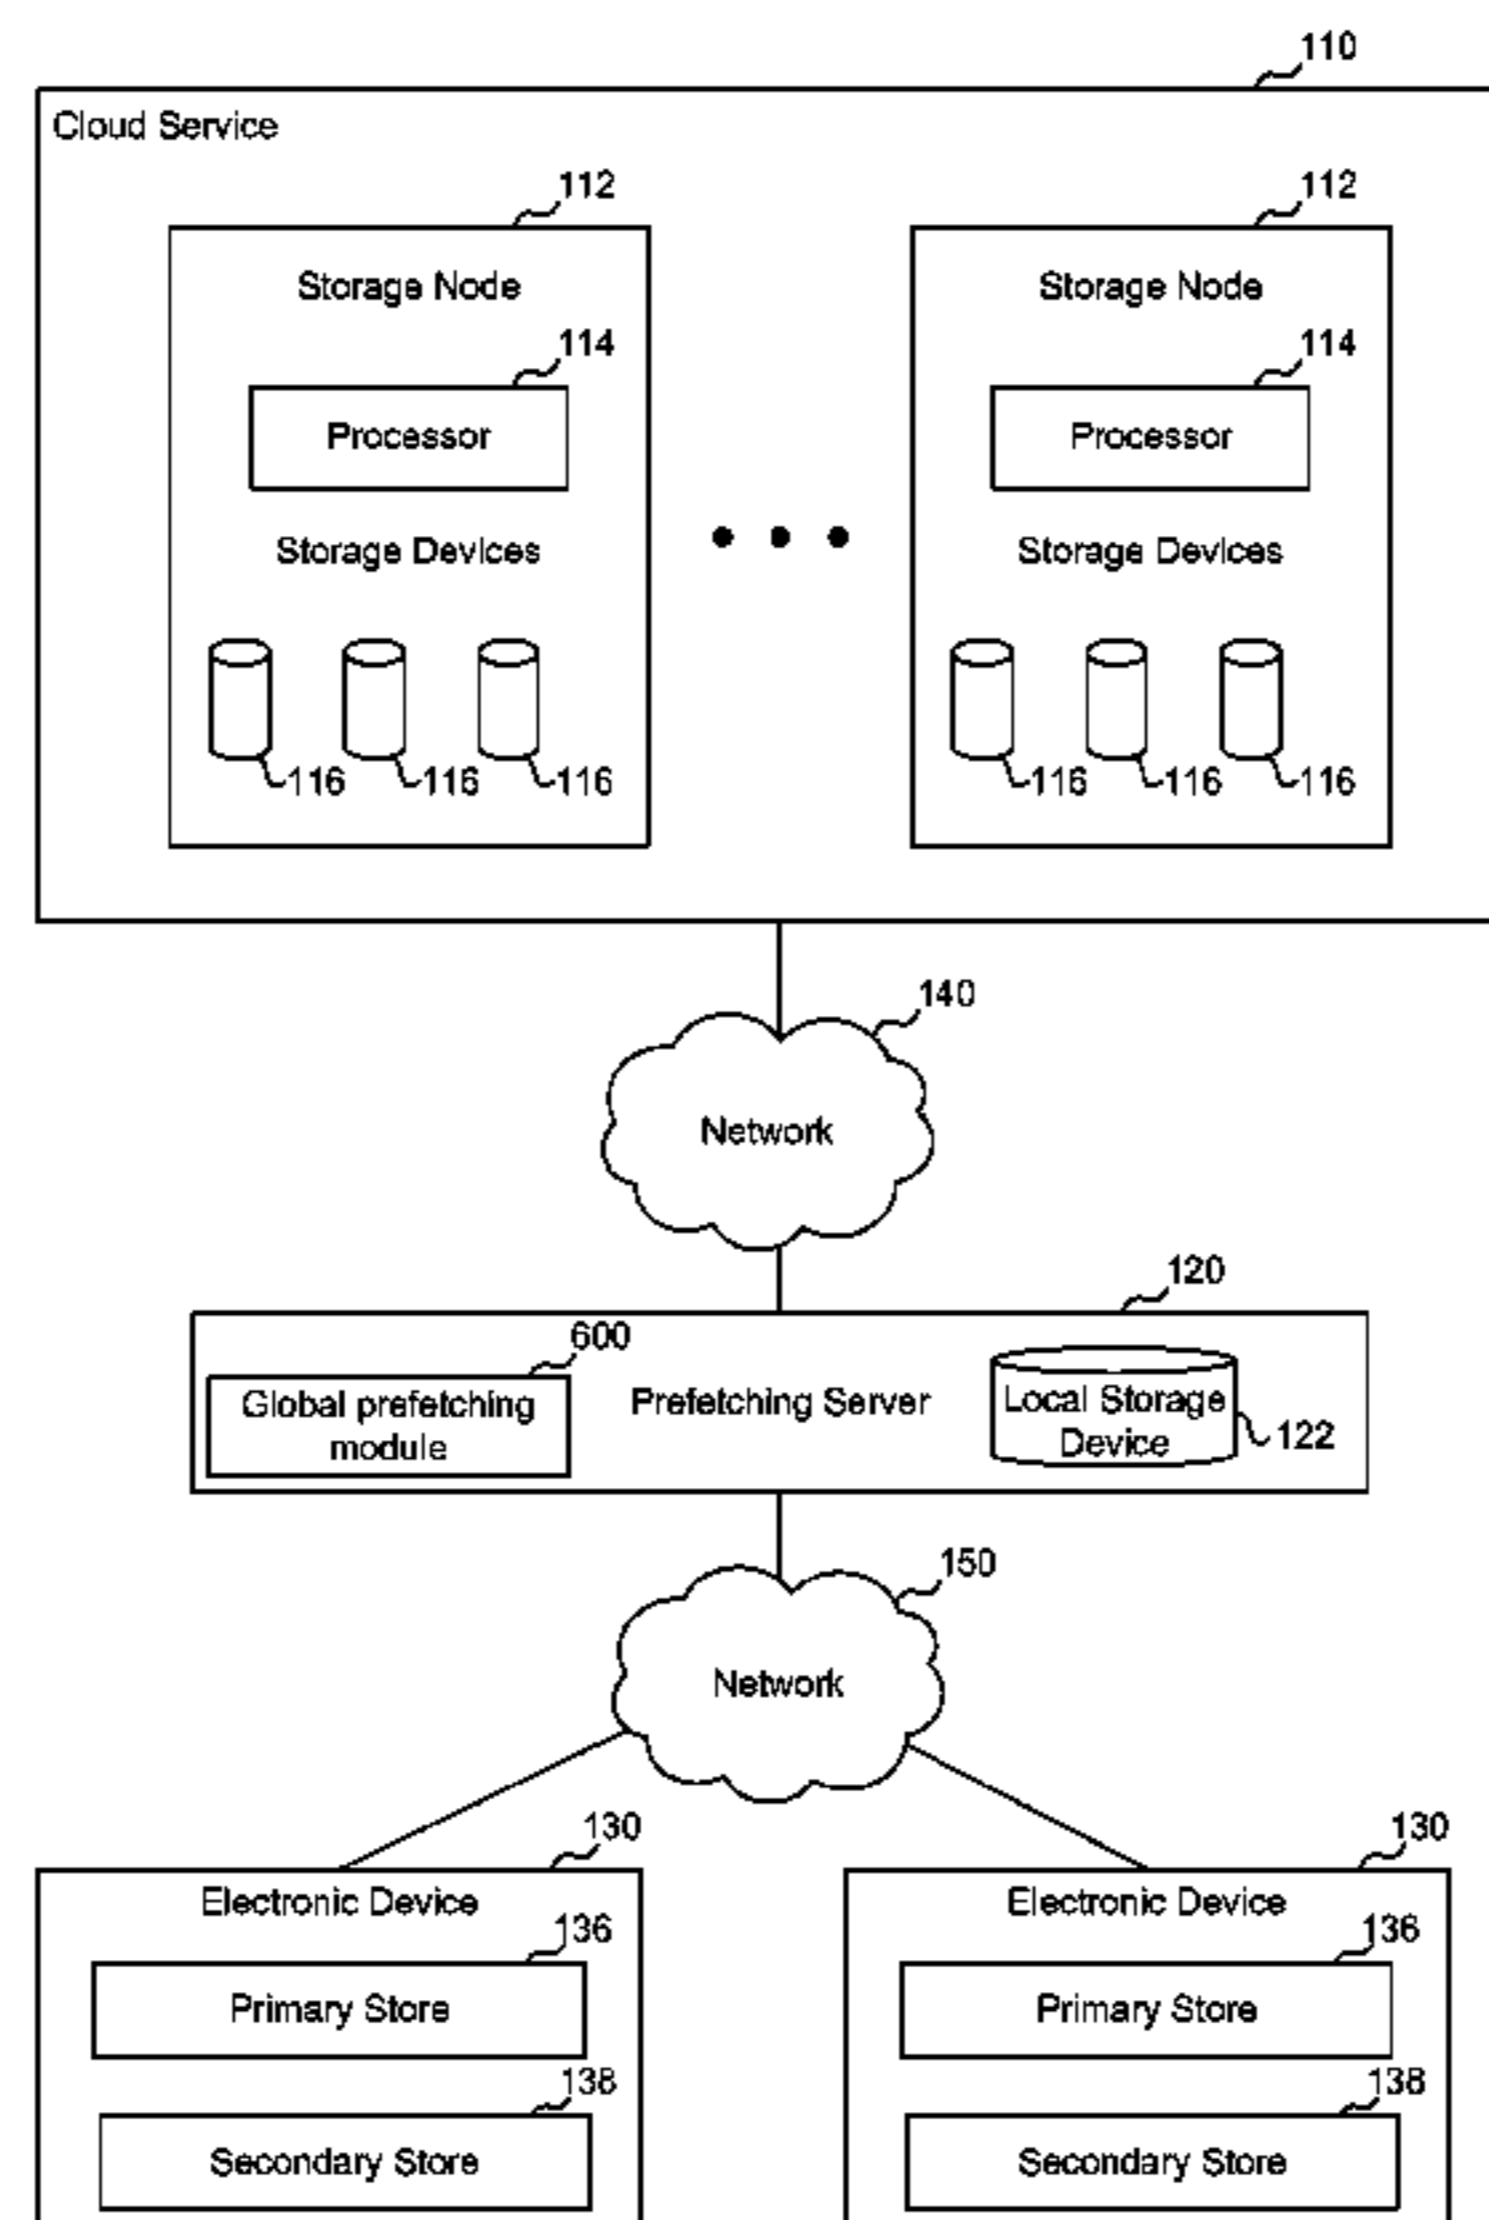 110
Cloud Service
112
112
Storage Node
Storage Node
114
114
Processor
Processor
Storage Devices
Storage Devices
116
116
116
116
116
116
140
Network
120
600
Global prefetching
module
Prefetching Server
Local Storage
Device
122
150
Network
130
130
Electronic Device
Electronic Device
136
136
Primary Store
Primary Store
138
138
Secondary Store
Secondary Store